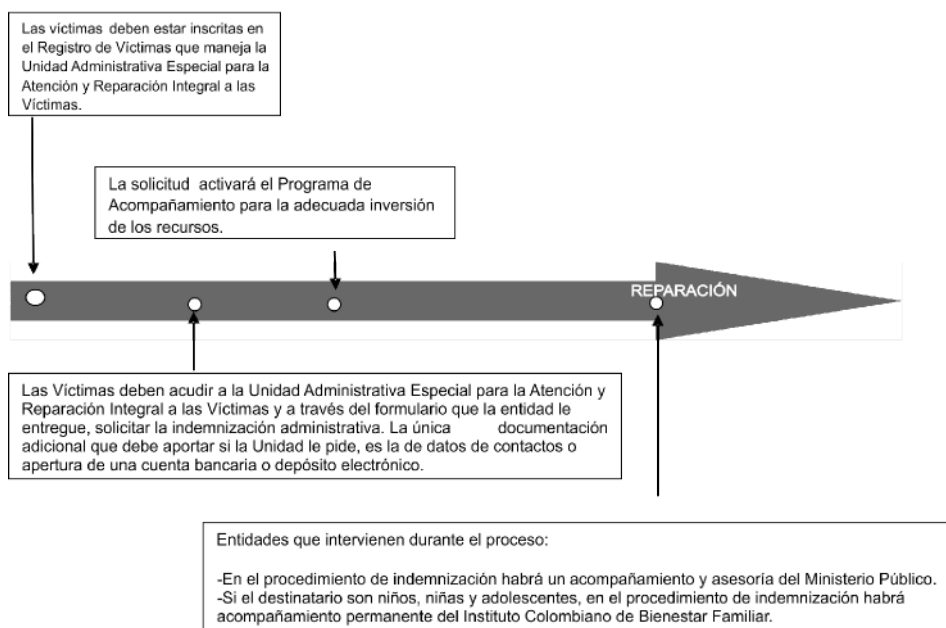 Las víctimas deben estar inscritas en
el Registro de Víctimas que maneja la
Unidad Administrativa Especial para la
Atención y Reparación Integral a las
Víctimas.
La solicitud activará el Programa de
Acompañamiento para la adecuada inversión
de los recursos.
REPARACIÓN
Las Víctimas deben acudir a la Unidad Administrativa Especial para la Atención y
Reparación Integral a las Víctimas y a través del formulario que la entidad le
entregue, solicitar la indemnización administrativa. La única documentación
adicional que debe aportar si la Unidad le pide, es la de datos de contactos o
apertura de una cuenta bancaria o depósito electrónico.
Entidades que intervienen durante el proceso:
-En el procedimiento de indemnización habrá un acompañamiento y asesoría del Ministerio Público.
-Si el destinatario son niños, niñas y adolescentes, en el procedimiento de indemnización habrá
acompañamiento permanente del Instituto Colombiano de Bienestar Familiar.